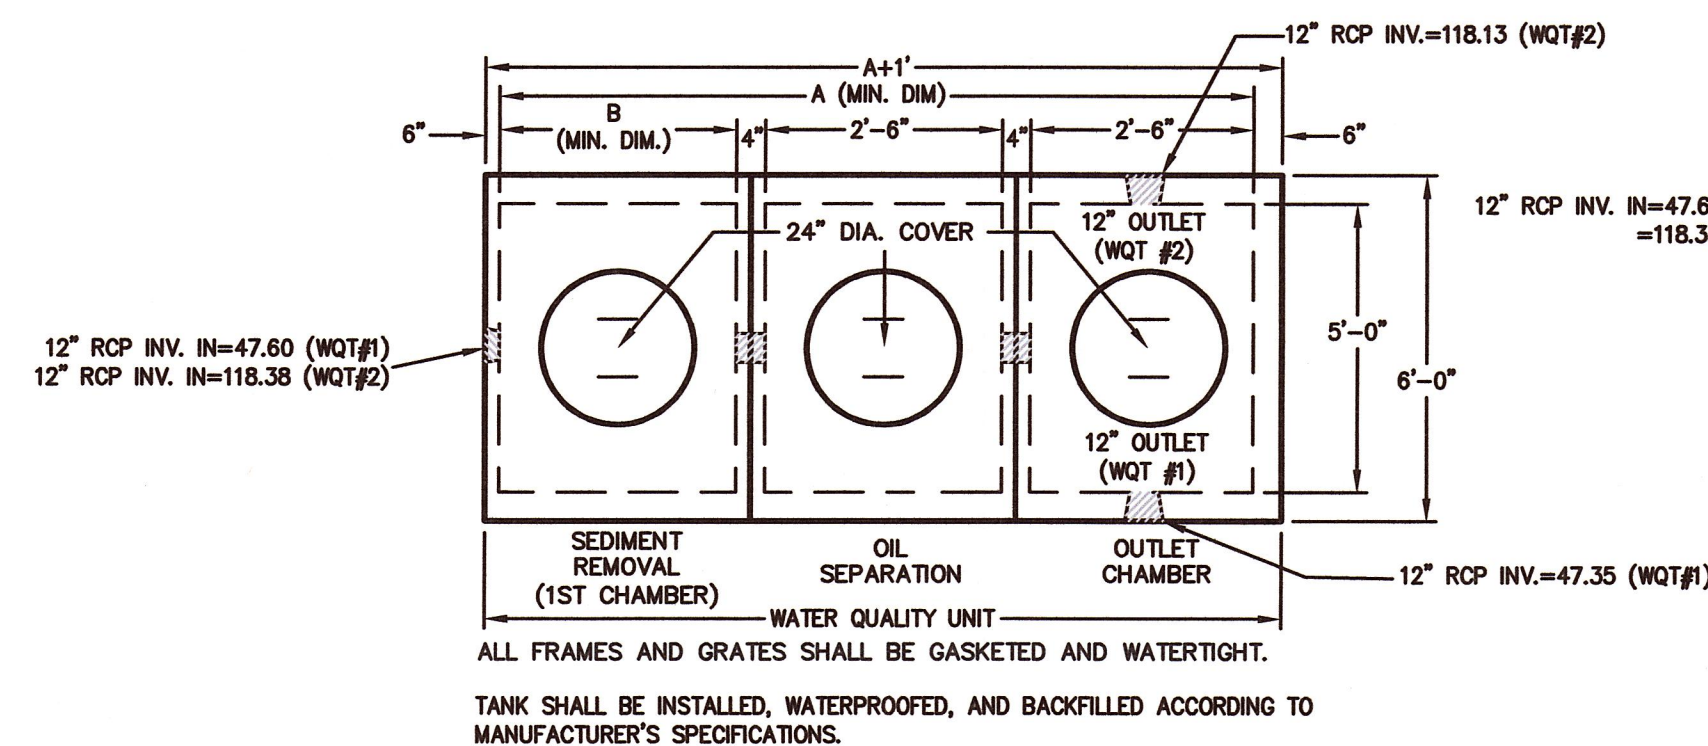 12" RCP INV.=118.13 (WQT#2)
A+1'
A (MIN. DIM)
B
(MIN. DIM.)
6"
4"
2'-6"
4"
2'-6"
6"
12" RCP INV. IN=47.6
=118.3
24" DIA. COVER
12" OUTLET
(WQT #2)
5'-0"
6'-0"
12" RCP INV. IN=47.60 (WQT#1)
12" RCP INV. IN=118.38 (WQT#2)
12" OUTLET
(WQT #1)
SEDIMENT
REMOVAL
(1ST CHAMBER)
OIL
SEPARATION
OUTLET
CHAMBER
12" RCP INV.=47.35 (WQT#1)
WATER QUALITY UNIT
ALL FRAMES AND GRATES SHALL BE GASKETED AND WATERTIGHT.
TANK SHALL BE INSTALLED, WATERPROOFED, AND BACKFILLED ACCORDING TO
MANUFACTURER'S SPECIFICATIONS.